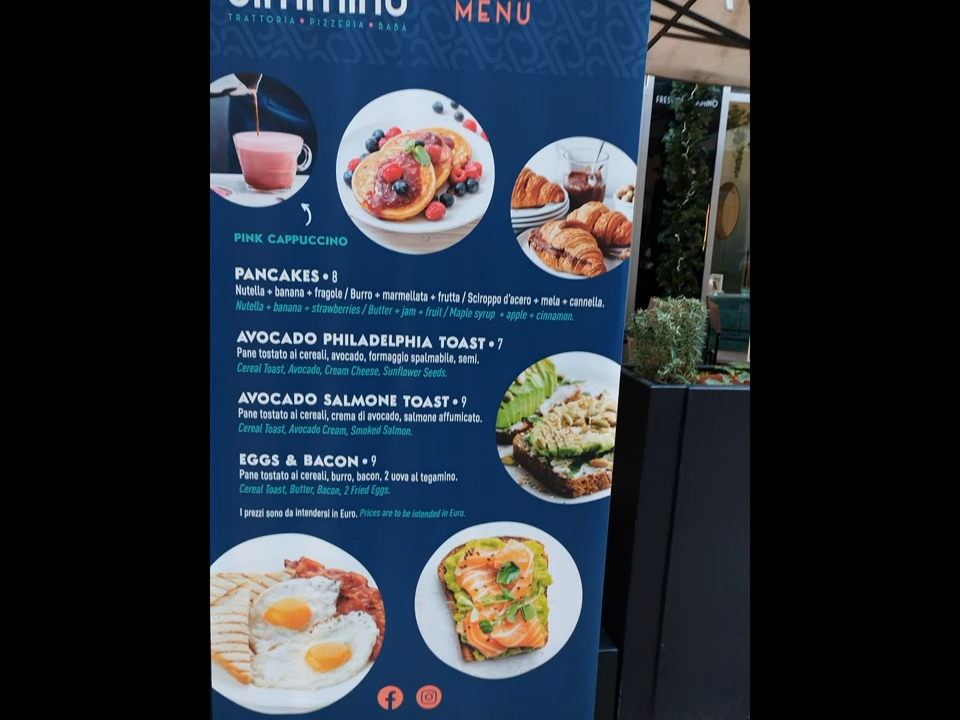 MENU
TRATTORIA • PIZZERIA • BABÀ
PINK CAPPUCCINO
PANCAKES • 8
Nutella + banana + fragole / Burro + marmellata + frutta / Sciroppo d'acero + mela + cannella.
Nutella + banana + strawberries / Butter + jam + fruit / Maple syrup + apple + cinnamon.
AVOCADO PHILADELPHIA TOAST • 7
Pane tostato ai cereali, avocado, formaggio spalmabile, semi.
Cereal Toast, Avocado, Cream Cheese, Sunflower Seeds.
AVOCADO SALMONE TOAST • 9
Pane tostato ai cereali, crema di avocado, salmone affumicato.
Cereal Toast, Avocado Cream, Smoked Salmon.
EGGS & BACON • 9
Pane tostato ai cereali, burro, bacon, 2 uova al tegamino.
Cereal Toast, Butter, Bacon, 2 Fried Eggs.
I prezzi sono da intendersi in Euro. Prices are to be intended in Euro.